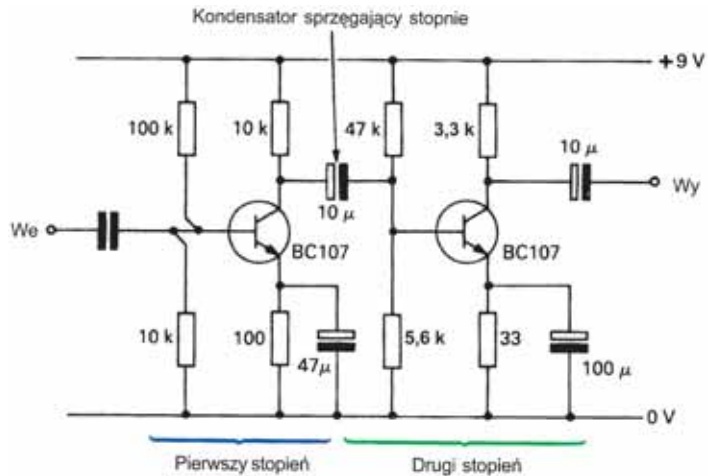 Kondensator sprzęgający stopnie
+9 V
100 k
10 k
47 k
3,3 k
10 μ
We
10 μ
Wy
BC107
BC107
10 k
100
47μ
5,6 k
33
100 μ
0 V
Pierwszy stopień
Drugi stopień